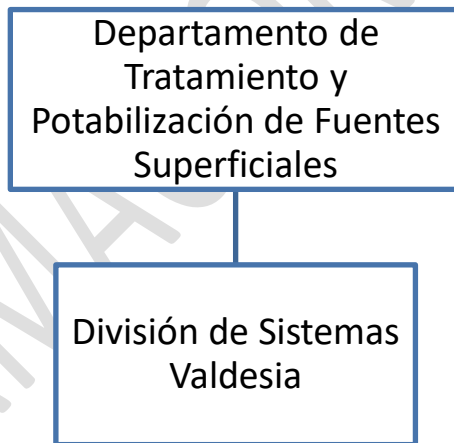 Departamento de
Tratamiento y
Potabilización de Fuentes
Superficiales
División de Sistemas
Valdesia